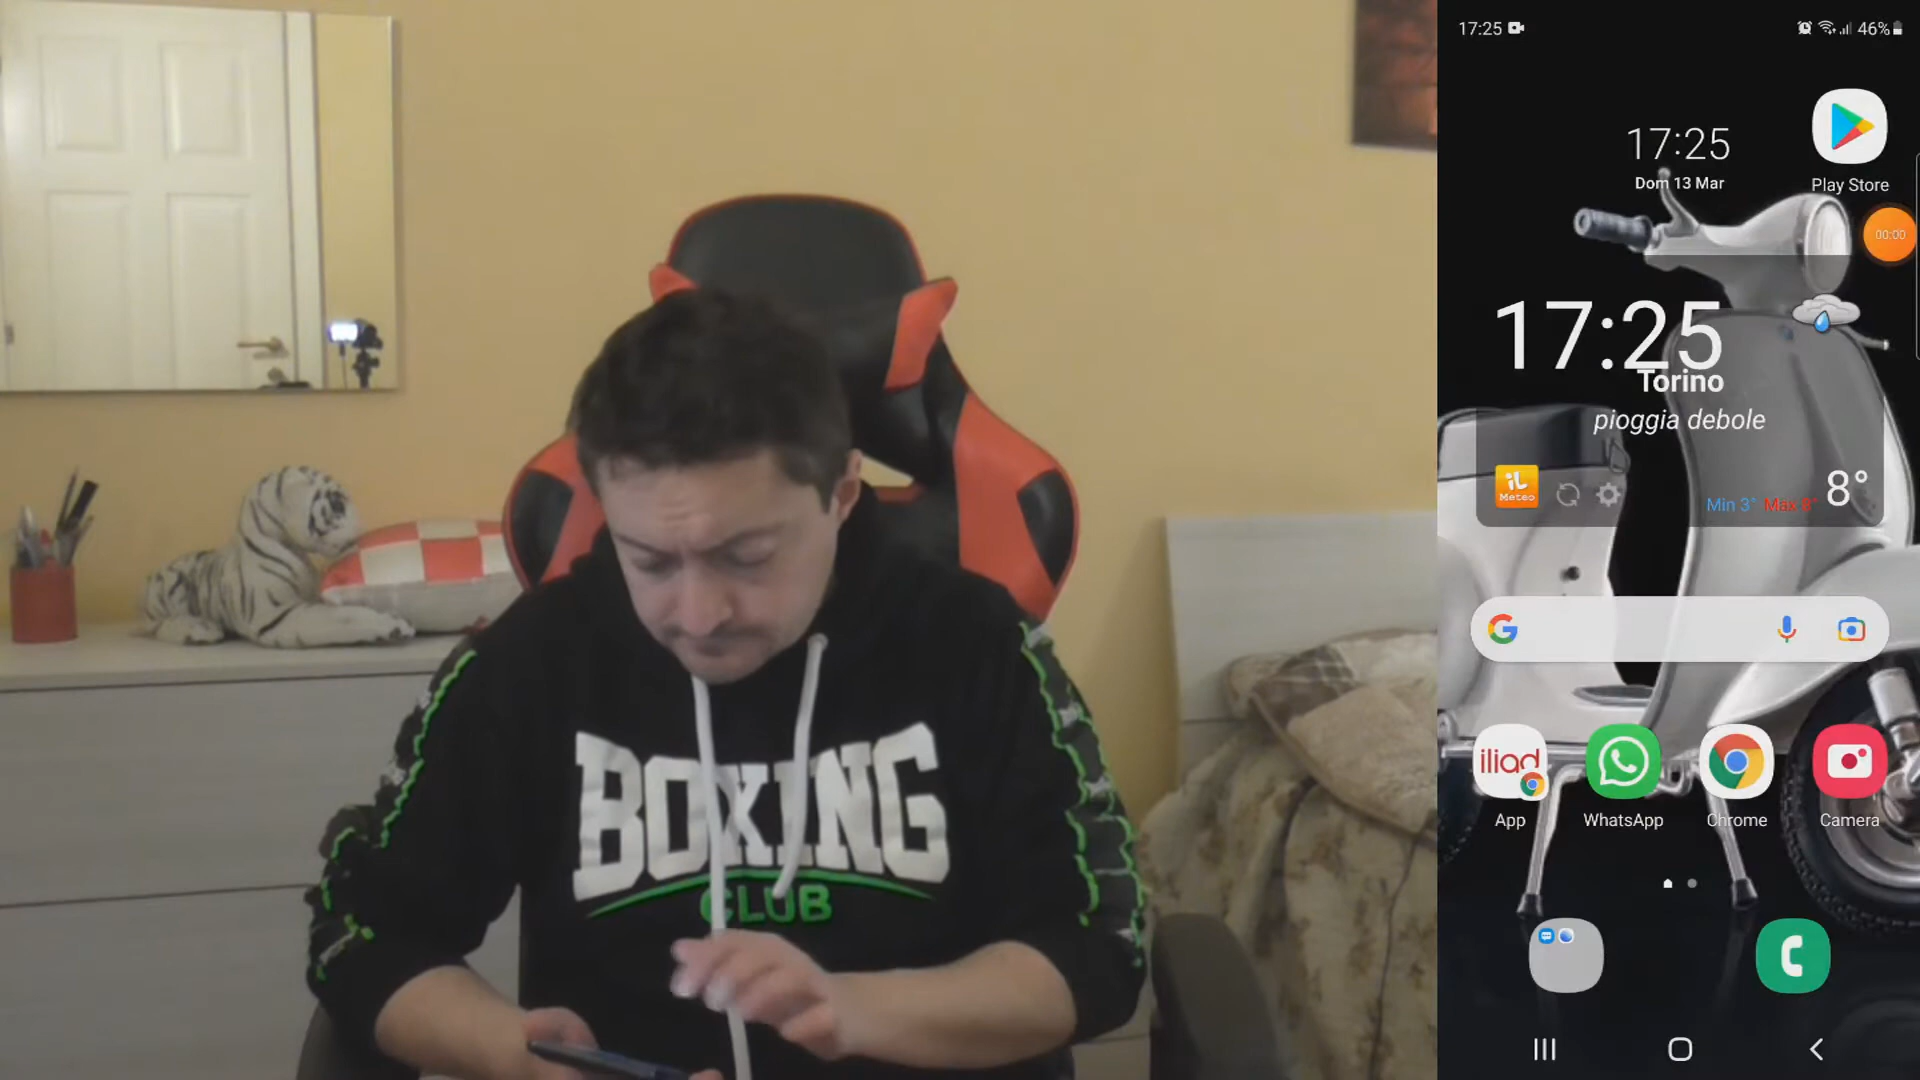 17:25
46%
17:25
Dom 13 Mar
Play Store
00:00
17:25
Torino
pioggia debole
iL
Meteo
Min 3° Max 8°
8°
G
iliad
App
WhatsApp
Chrome
Camera
BOXING
CLUB